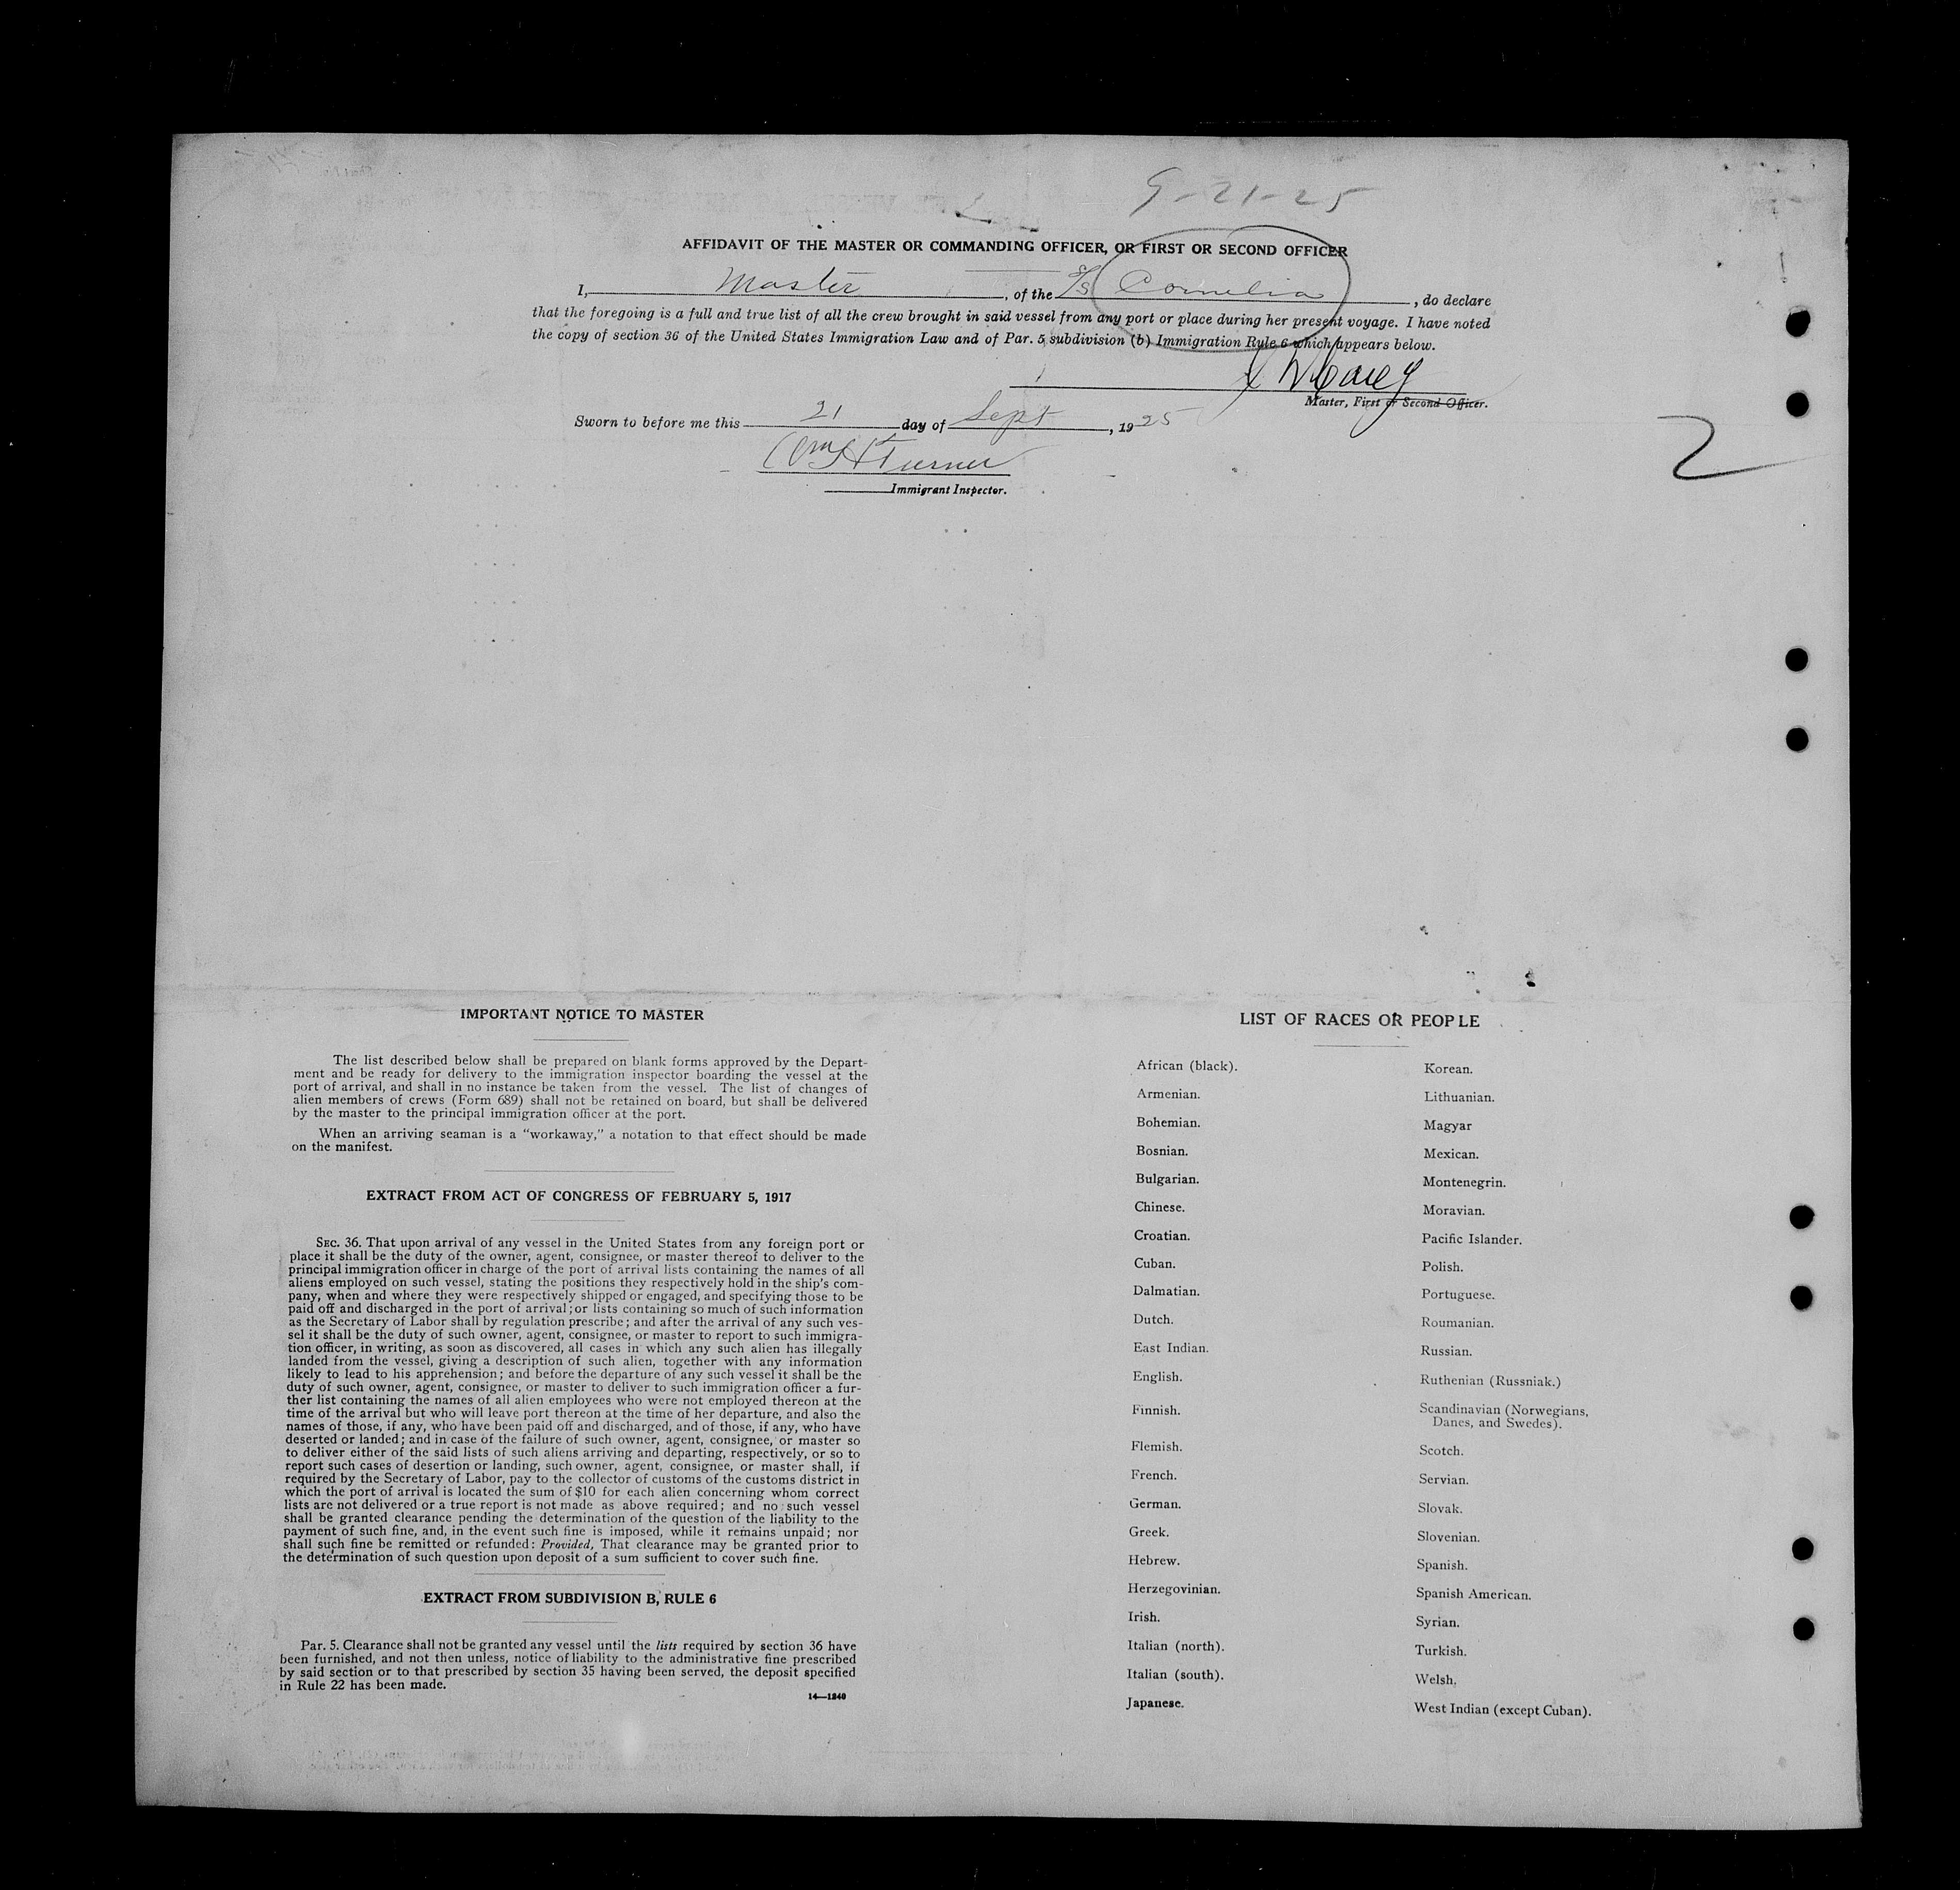 9-21-25
AFFIDAVIT OF THE MASTER OR COMMANDING OFFICER, OR FIRST OR SECOND OFFICER
I, Master, of the S/S Cornelia, do declare
that the foregoing is a full and true list of all the crew brought in said vessel from any port or place during her present voyage. I have noted
the copy of section 36 of the United States Immigration Law and of Par. 5 subdivision (b) Immigration Rule 6 which appears below.
Master, First or Second Officer.
2
Sworn to before me this 21 day of Sept, 1925
Wm H Turner
Immigrant Inspector.
IMPORTANT NOTICE TO MASTER
The list described below shall be prepared on blank forms approved by the Depart-
ment and be ready for delivery to the immigration inspector boarding the vessel at the
port of arrival, and shall in no instance be taken from the vessel. The list of changes of
alien members of crews (Form 689) shall not be retained on board, but shall be delivered
by the master to the principal immigration officer at the port.
When an arriving seaman is a "workaway," a notation to that effect should be made
on the manifest.
EXTRACT FROM ACT OF CONGRESS OF FEBRUARY 5, 1917
SEC. 36. That upon arrival of any vessel in the United States from any foreign port or
place it shall be the duty of the owner, agent, consignee, or master thereof to deliver to the
principal immigration officer in charge of the port of arrival lists containing the names of all
aliens employed on such vessel, stating the positions they respectively hold in the ship's com-
pany, when and where they were respectively shipped or engaged, and specifying those to be
paid off and discharged in the port of arrival; or lists containing so much of such information
as the Secretary of Labor shall by regulation prescribe; and after the arrival of any such ves-
sel it shall be the duty of such owner, agent, consignee, or master to report to such immigra-
tion officer, in writing, as soon as discovered, all cases in which any such alien has illegally
landed from the vessel, giving a description of such alien, together with any information
likely to lead to his apprehension; and before the departure of any such vessel it shall be the
duty of such owner, agent, consignee, or master to deliver to such immigration officer a fur-
ther list containing the names of all alien employees who were not employed thereon at the
time of the arrival but who will leave port thereon at the time of her departure, and also the
names of those, if any, who have been paid off and discharged, and of those, if any, who have
deserted or landed; and in case of the failure of such owner, agent, consignee, or master so
to deliver either of the said lists of such aliens arriving and departing, respectively, or so to
report such cases of desertion or landing, such owner, agent, consignee, or master shall, if
required by the Secretary of Labor, pay to the collector of customs of the customs district in
which the port of arrival is located the sum of $10 for each alien concerning whom correct
lists are not delivered or a true report is not made as above required; and no such vessel
shall be granted clearance pending the determination of the question of the liability to the
payment of such fine, and, in the event such fine is imposed, while it remains unpaid; nor
shall such fine be remitted or refunded: Provided, That clearance may be granted prior to
the determination of such question upon deposit of a sum sufficient to cover such fine.
EXTRACT FROM SUBDIVISION B, RULE 6
Par. 5. Clearance shall not be granted any vessel until the lists required by section 36 have
been furnished, and not then unless, notice of liability to the administrative fine prescribed
by said section or to that prescribed by section 35 having been served, the deposit specified
in Rule 22 has been made.
14—1240
LIST OF RACES OR PEOPLE
African (black).
Armenian.
Bohemian.
Bosnian.
Bulgarian.
Chinese.
Croatian.
Cuban.
Dalmatian.
Dutch.
East Indian.
English.
Finnish.
Flemish.
French.
German.
Greek.
Hebrew.
Herzegovinian.
Irish.
Italian (north).
Italian (south).
Japanese.
Korean.
Lithuanian.
Magyar
Mexican.
Montenegrin.
Moravian.
Pacific Islander.
Polish.
Portuguese.
Roumanian.
Russian.
Ruthenian (Russniak.)
Scandinavian (Norwegians,
Danes, and Swedes).
Scotch.
Servian.
Slovak.
Slovenian.
Spanish.
Spanish American.
Syrian.
Turkish.
Welsh.
West Indian (except Cuban).